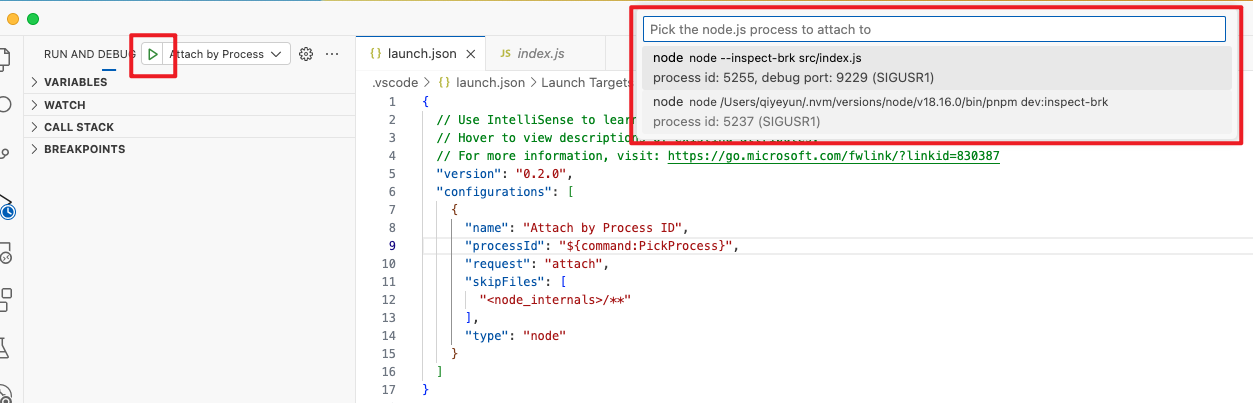 RUN AND DEBUG
Attach by Process
...
VARIABLES
WATCH
CALL STACK
BREAKPOINTS
{} launch.json ×
JS index.js
.vscode > {} launch.json > Launch Targets
Pick the node.js process to attach to
node node --inspect-brk src/index.js
process id: 5255, debug port: 9229 (SIGUSR1)
node node /Users/qiyeyun/.nvm/versions/node/v18.16.0/bin/pnpm dev:inspect-brk
process id: 5237 (SIGUSR1)
1 {
2 // Use IntelliSense to learn
3 // Hover to view descriptions
4 // For more information, visit: https://go.microsoft.com/fwlink/?linkid=830387
5 "version": "0.2.0",
6 "configurations": [
7 {
8 "name": "Attach by Process ID",
9 "processId": "${command:PickProcess}",
10 "request": "attach",
11 "skipFiles": [
12 "<node_internals>/**"
13 ],
14 "type": "node"
15 }
16 ]
17 }